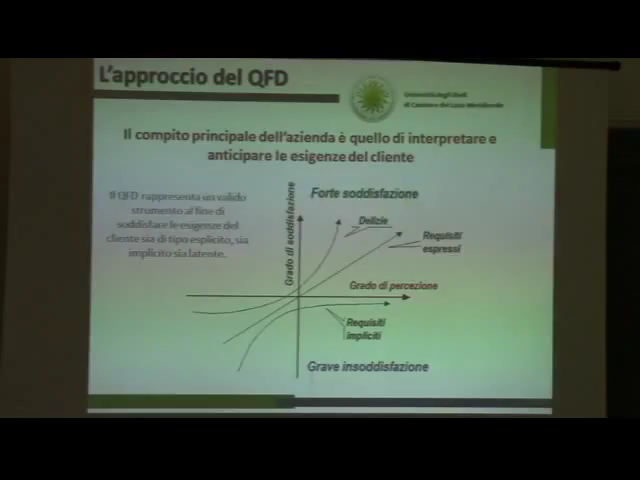 L'approccio del QFD
Università degli Studi
di Cassino e del Lazio Meridionale
Il compito principale dell'azienda è quello di interpretare e
anticipare le esigenze del cliente
Il QFD rappresenta un valido
strumento al fine di
soddisfare le esigenze del
cliente sia di tipo esplicito, sia
implicito sia latente.
Grado di soddisfazione
Forte soddisfazione
Delizie
Requisiti
espressi
Grado di percezione
Requisiti
impliciti
Grave insoddisfazione